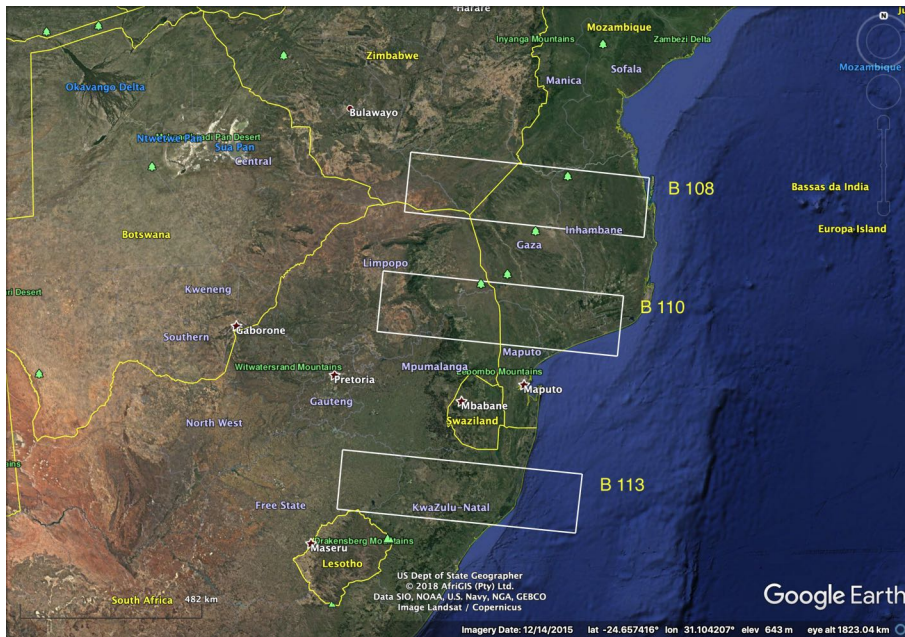 Harare
Mozambique
Inyanga Mountains
Zambezi Delta
Zimbabwe
Sofala
Manica
Mozambique
N
Okavango Delta
Bulawayo
Pan Desert
Ntwetwe Pan
Sua Pan
Central
B 108
Bassas da India
Botswana
Inhambane
Europa Island
Gaza
Limpopo
Kweneng
B 110
Gaborone
Southern
Maputo
Witwatersrand Mountains
Mpumalanga
Lebombo Mountains
Pretoria
Maputo
Gauteng
Mbabane
North West
Swaziland
B 113
Free State
KwaZulu-Natal
Drakensberg Mountains
Maseru
Lesotho
US Dept of State Geographer
© 2018 AfriGIS (Pty) Ltd.
Data SIO, NOAA, U.S. Navy, NGA, GEBCO
Image Landsat / Copernicus
South Africa
482 km
Google Earth
Imagery Date: 12/14/2015 lat -24.657416° lon 31.104207° elev 643 m eye alt 1823.04 km